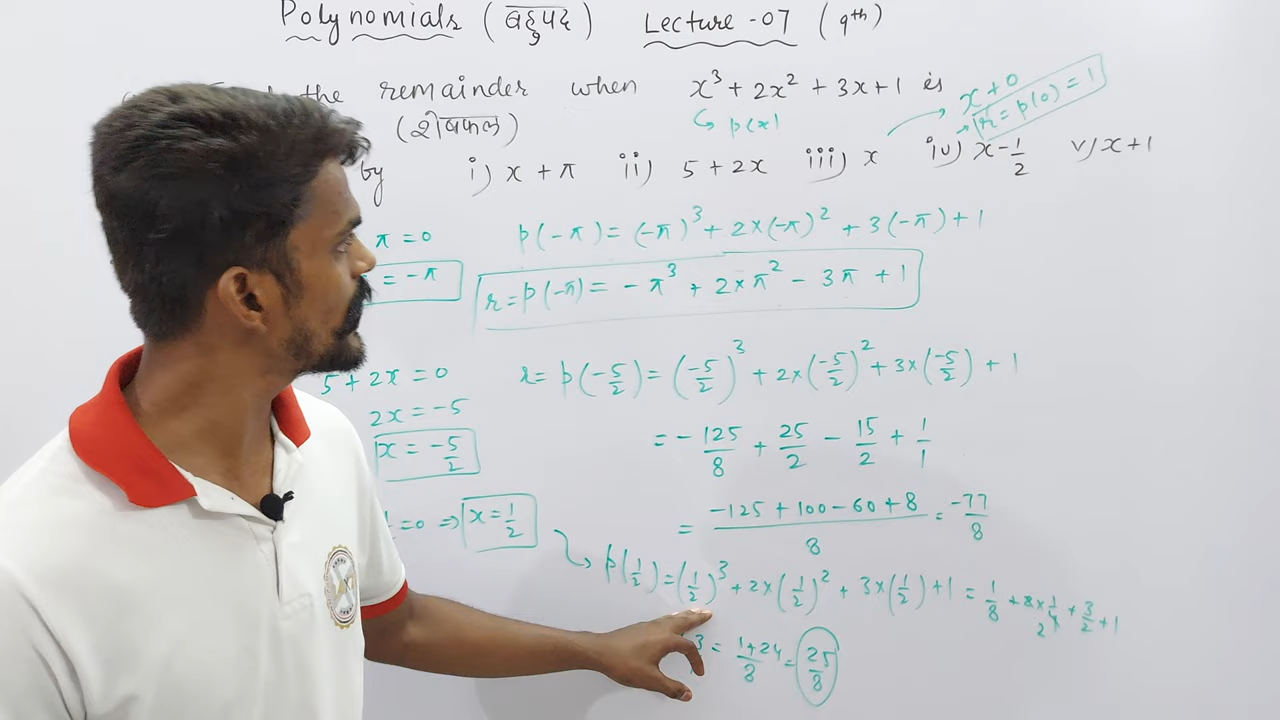 Polynomials (बहुपद) Lecture-07 (9th)
the remainder when x³ + 2x² + 3x + 1 is
(शेषफल) p(x) x + 0
r = p(0) = 1
by i) x + π ii) 5 + 2x iii) x iv) x - 1/2 v) x + 1
π = 0 p(-π) = (-π)³ + 2×(-π)² + 3(-π) + 1
= -π r = p(-π) = -π³ + 2×π² - 3π + 1
5 + 2x = 0 r = p(-5/2) = (-5/2)³ + 2×(-5/2)² + 3×(-5/2) + 1
2x = -5
x = -5/2 = -125/8 + 25/2 - 15/2 + 1/1
= (-125 + 100 - 60 + 8)/8 = -77/8
= 0 ⇒ x = 1/2
p(1/2) = (1/2)³ + 2×(1/2)² + 3×(1/2) + 1 = 1/8 + 2×1/4 + 3/2 + 1
3 = (1+24)/8 = 25/8